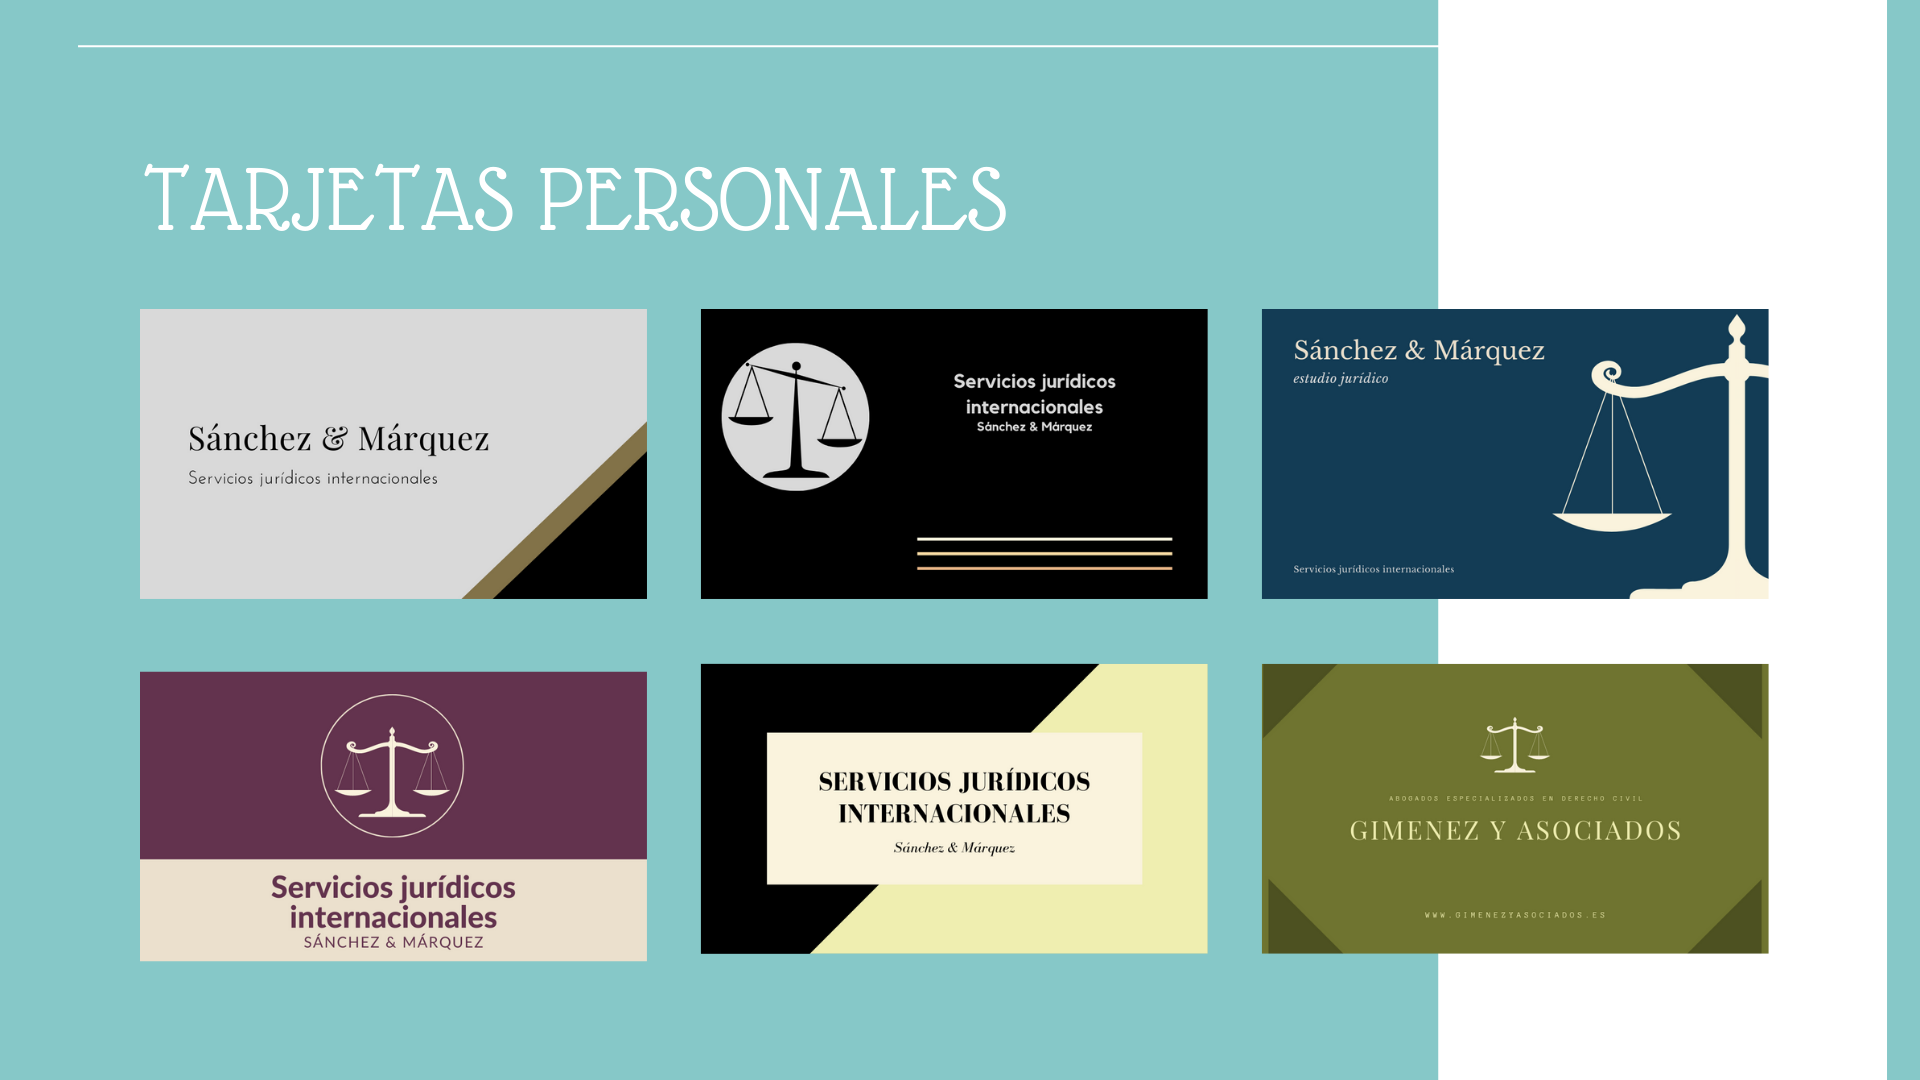 TARJETAS PERSONALES
Sánchez & Márquez
Servicios jurídicos internacionales
Servicios jurídicos
internacionales
Sánchez & Márquez
Sánchez & Márquez
estudio jurídico
Servicios jurídicos internacionales
Servicios jurídicos
internacionales
SÁNCHEZ & MÁRQUEZ
SERVICIOS JURÍDICOS
INTERNACIONALES
Sánchez & Márquez
ABOGADOS ESPECIALIZADOS EN DERECHO CIVIL
GIMENEZ Y ASOCIADOS
WWW.GIMENEZYASOCIADOS.ES